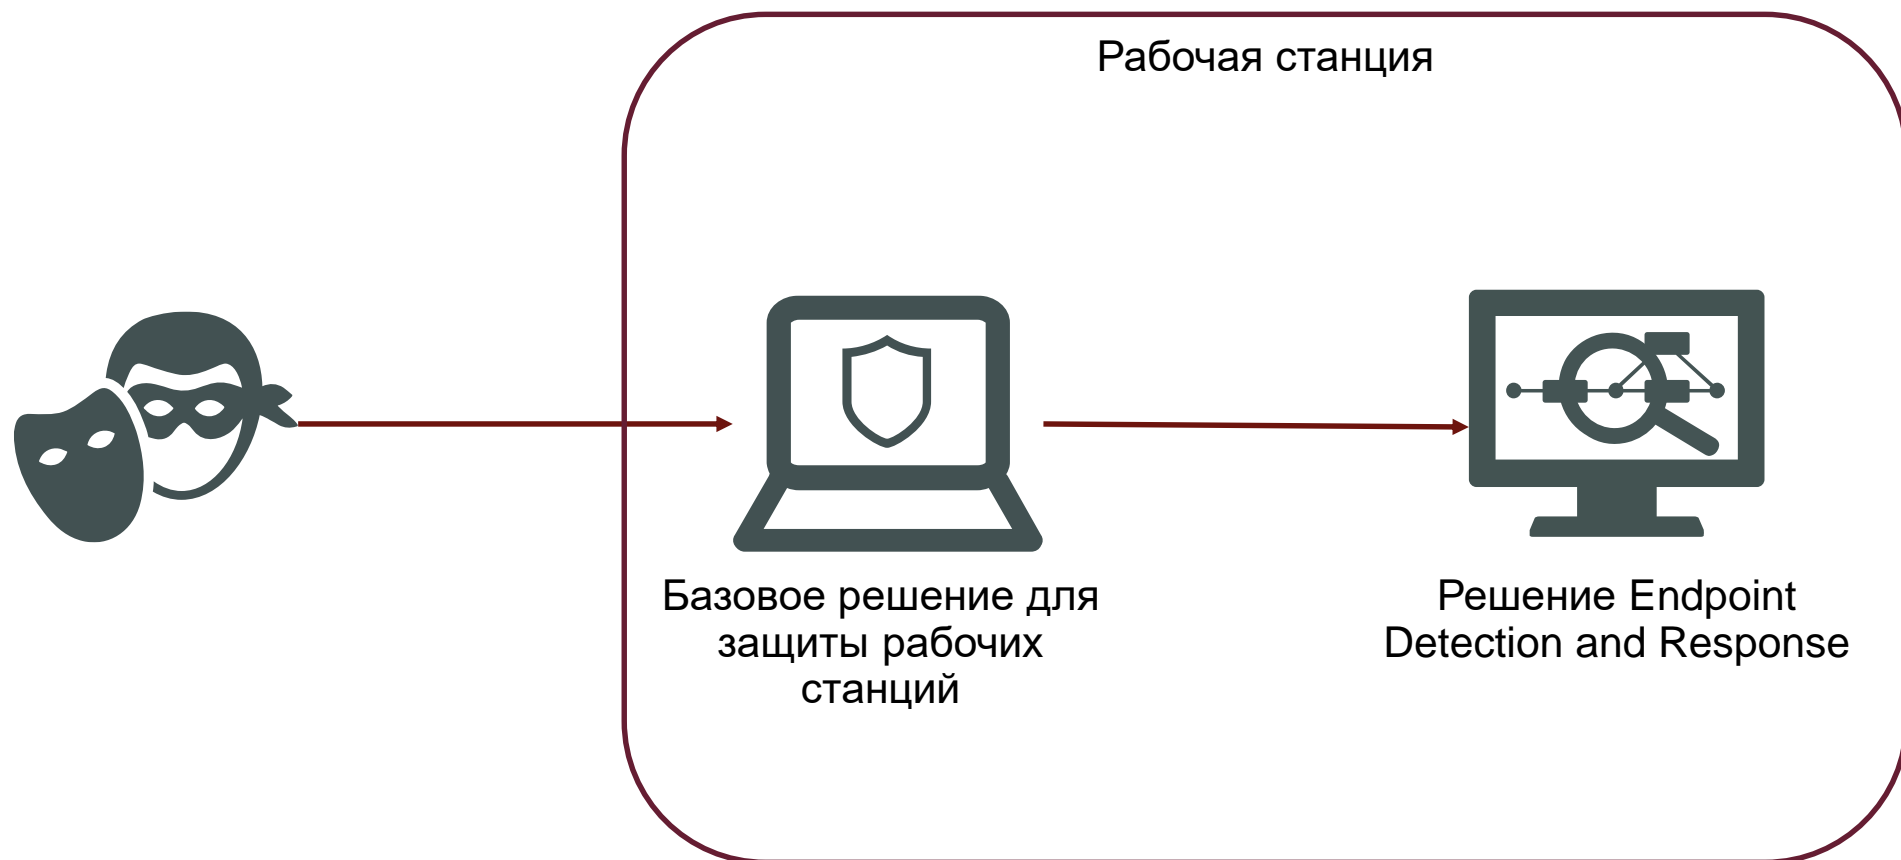 Рабочая станция
Базовое решение для
защиты рабочих
станций
Решение Endpoint
Detection and Response